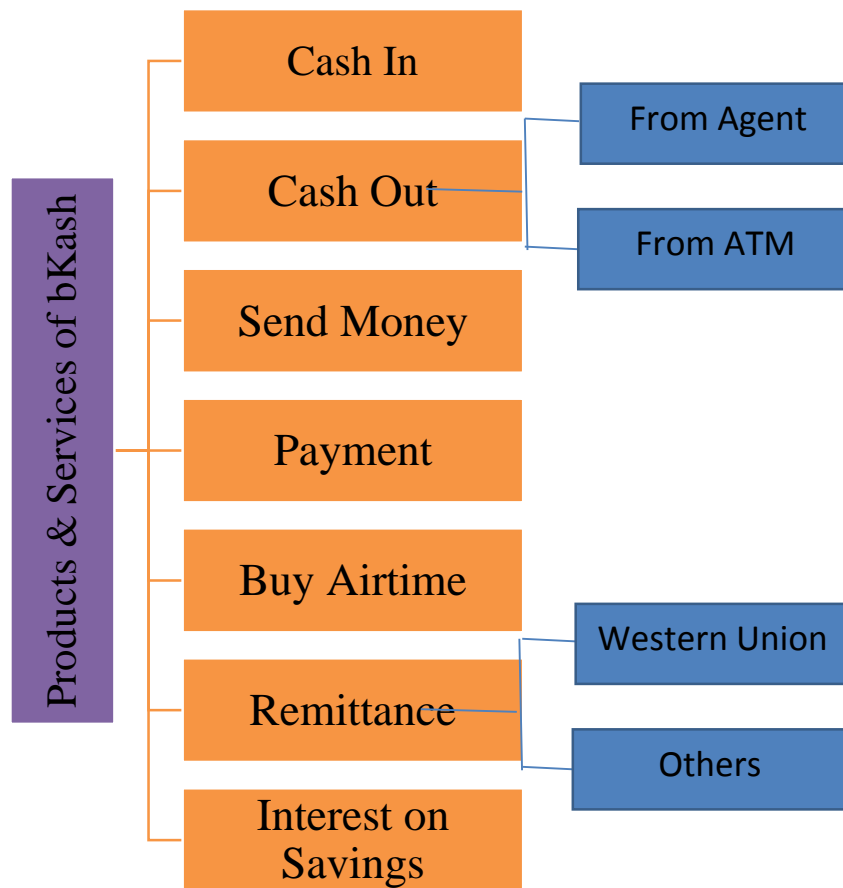 Products & Services of bKash
Cash In
Cash Out
From Agent
From ATM
Send Money
Payment
Buy Airtime
Remittance
Western Union
Others
Interest on
Savings